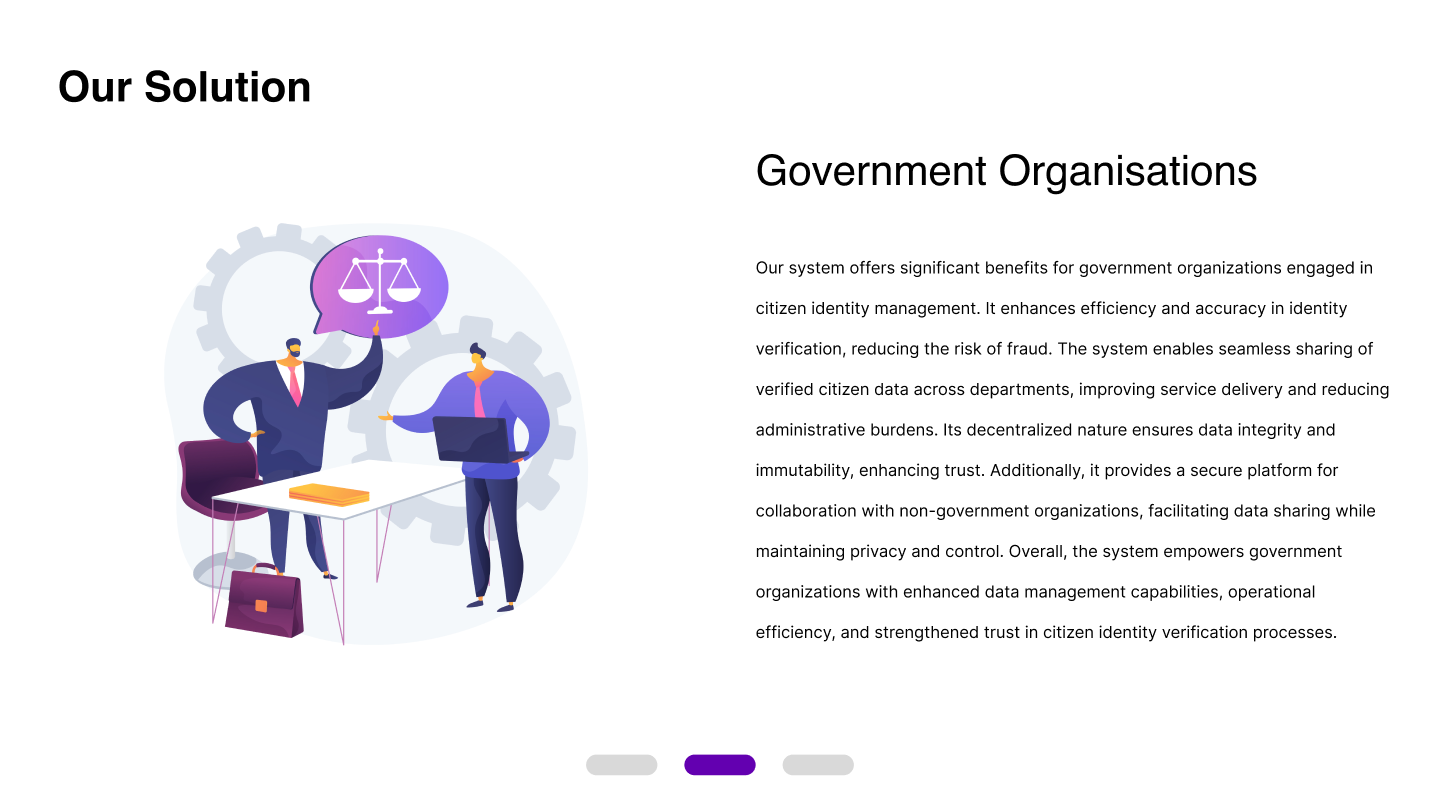 Our Solution
Government Organisations
Our system offers significant benefits for government organizations engaged in
citizen identity management. It enhances efficiency and accuracy in identity
verification, reducing the risk of fraud. The system enables seamless sharing of
verified citizen data across departments, improving service delivery and reducing
administrative burdens. Its decentralized nature ensures data integrity and
immutability, enhancing trust. Additionally, it provides a secure platform for
collaboration with non-government organizations, facilitating data sharing while
maintaining privacy and control. Overall, the system empowers government
organizations with enhanced data management capabilities, operational
efficiency, and strengthened trust in citizen identity verification processes.